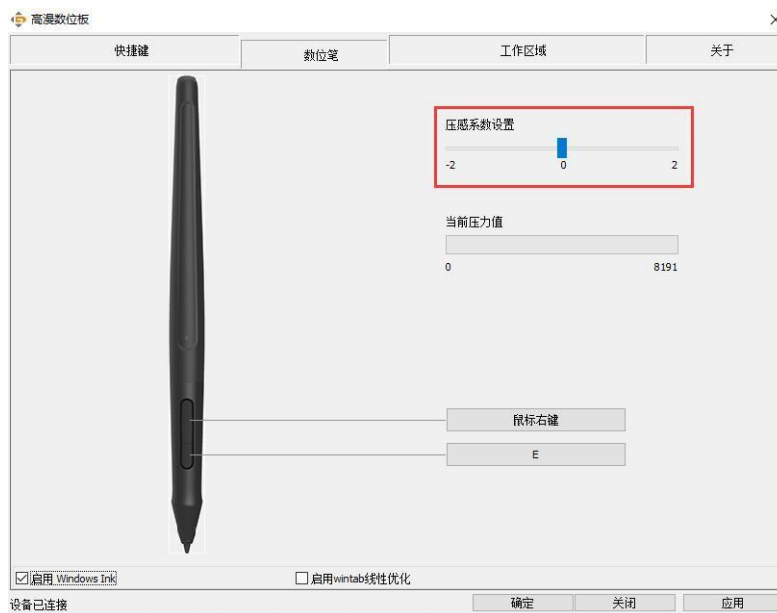 高漫数位板
快捷键
数位笔
工作区域
关于
压感系数设置
-2 0 2
当前压力值
0 8191
鼠标右键
E
启用 Windows Ink
启用wintab线性优化
设备已连接
确定
关闭
应用